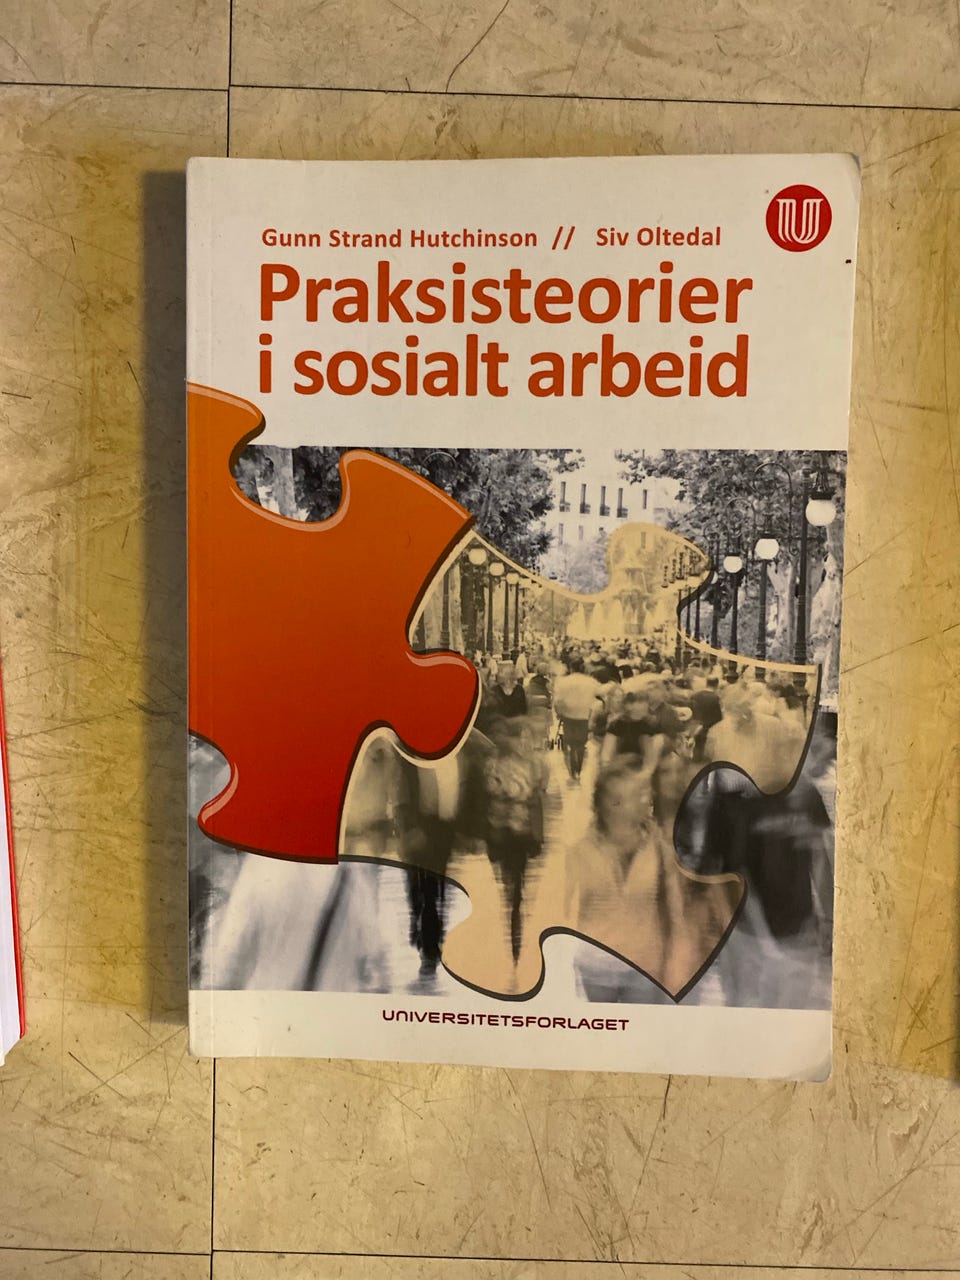 Gunn Strand Hutchinson // Siv Oltedal
Praksisteorier
i sosialt arbeid
U
UNIVERSITETSFORLAGET